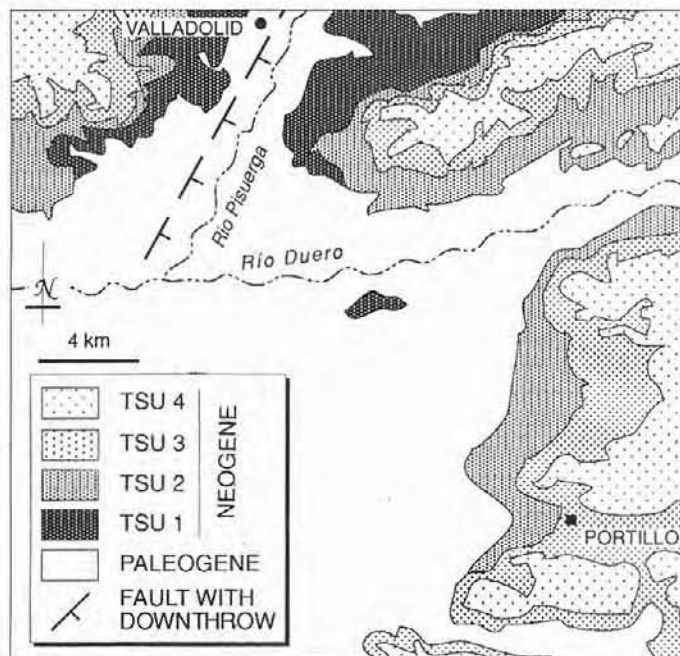 VALLADOLID
Río Pisuerga
Río Duero
N
4 km
TSU 4
TSU 3
TSU 2
TSU 1
NEOGENE
PALEOGENE
FAULT WITH
DOWNTHROW
PORTILLO